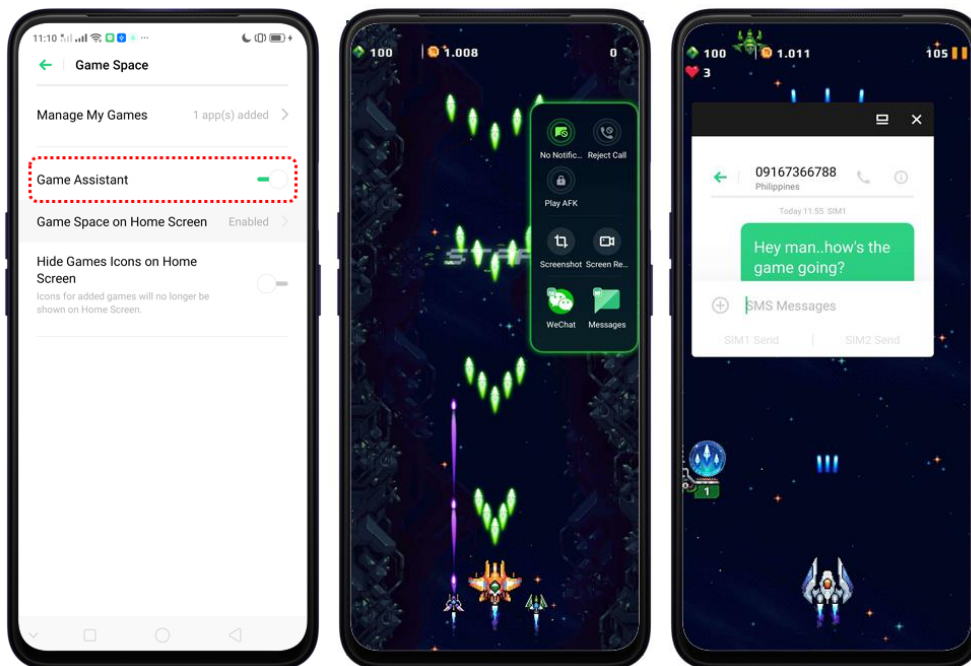 11:10
Game Space
Manage My Games
1 app(s) added
Game Assistant
Game Space on Home Screen
Enabled
Hide Games Icons on Home
Screen
Icons for added games will no longer be
shown on Home Screen.
100
1.008
0
No Notific...
Reject Call
Play AFK
Screenshot
Screen Re...
WeChat
Messages
100
1.011
105
3
09167366788
Philippines
Today 11:55 SIM1
Hey man..how's the
game going?
SMS Messages
SIM1 Send
SIM2 Send
1